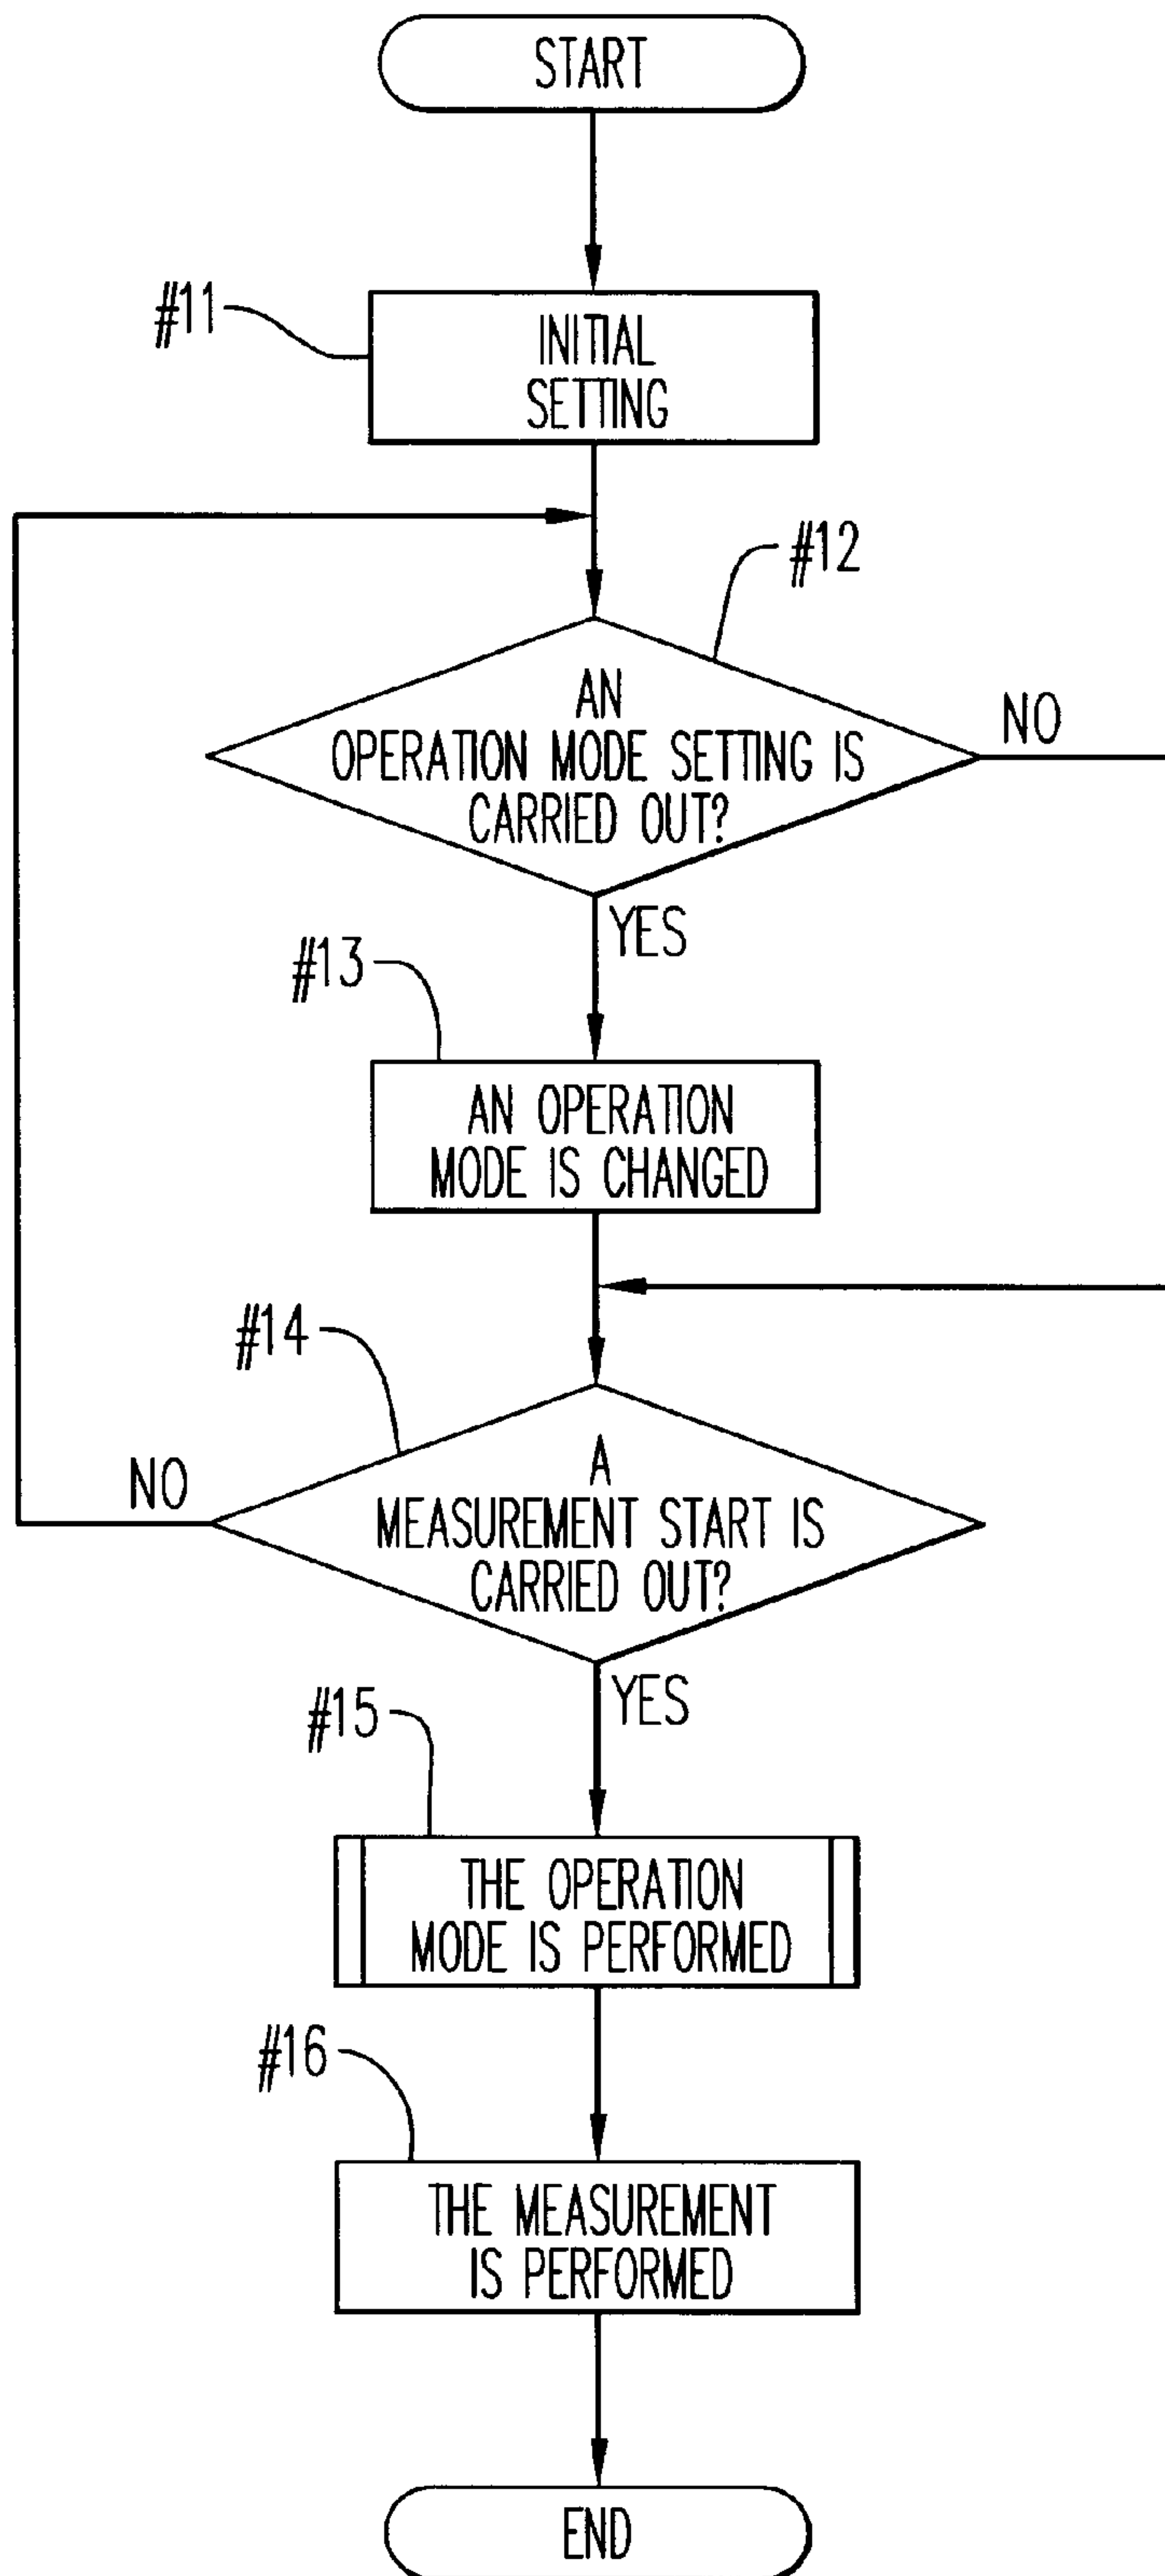 START
#11
INITIAL
SETTING
#12
AN
OPERATION MODE SETTING IS
CARRIED OUT?
NO
YES
#13
AN OPERATION
MODE IS CHANGED
#14
A
MEASUREMENT START IS
CARRIED OUT?
NO
YES
#15
THE OPERATION
MODE IS PERFORMED
#16
THE MEASUREMENT
IS PERFORMED
END